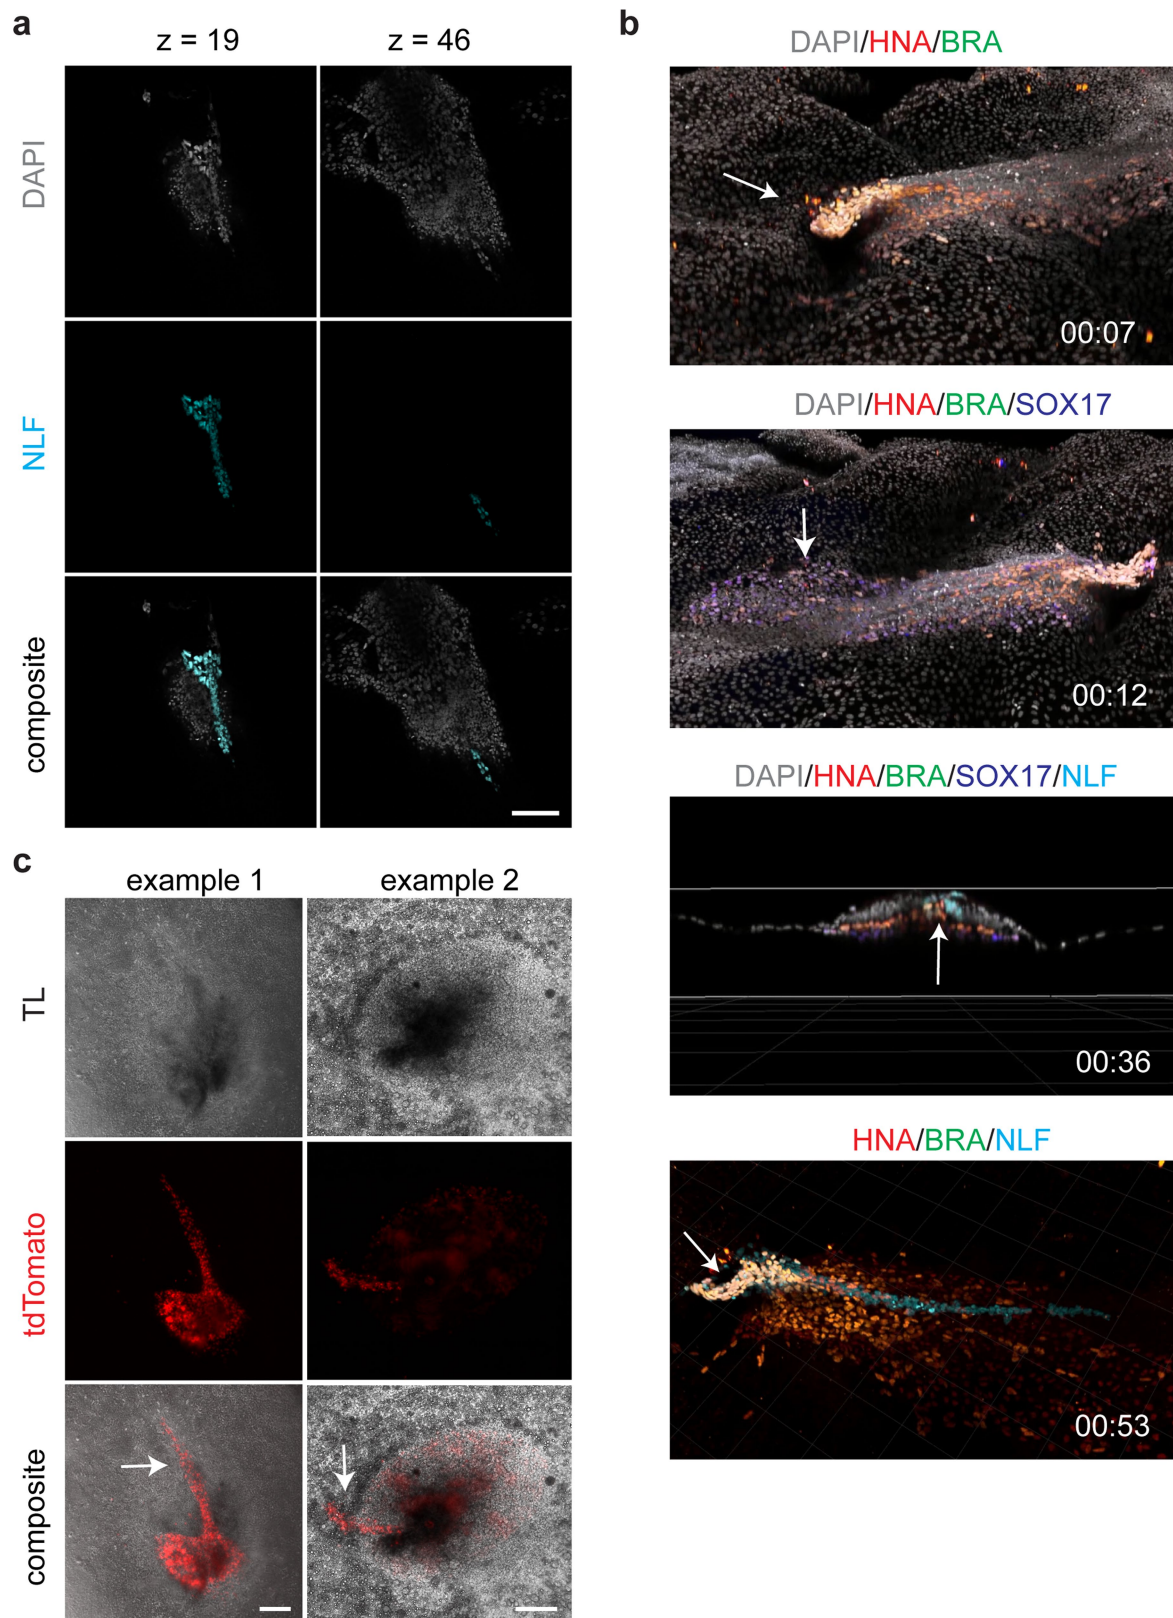 a
z = 19
z = 46
DAPI
NLF
composite
b
DAPI/HNA/BRA
00:07
DAPI/HNA/BRA/SOX17
00:12
DAPI/HNA/BRA/SOX17/NLF
00:36
HNA/BRA/NLF
00:53
c
example 1
example 2
TL
tdTomato
composite